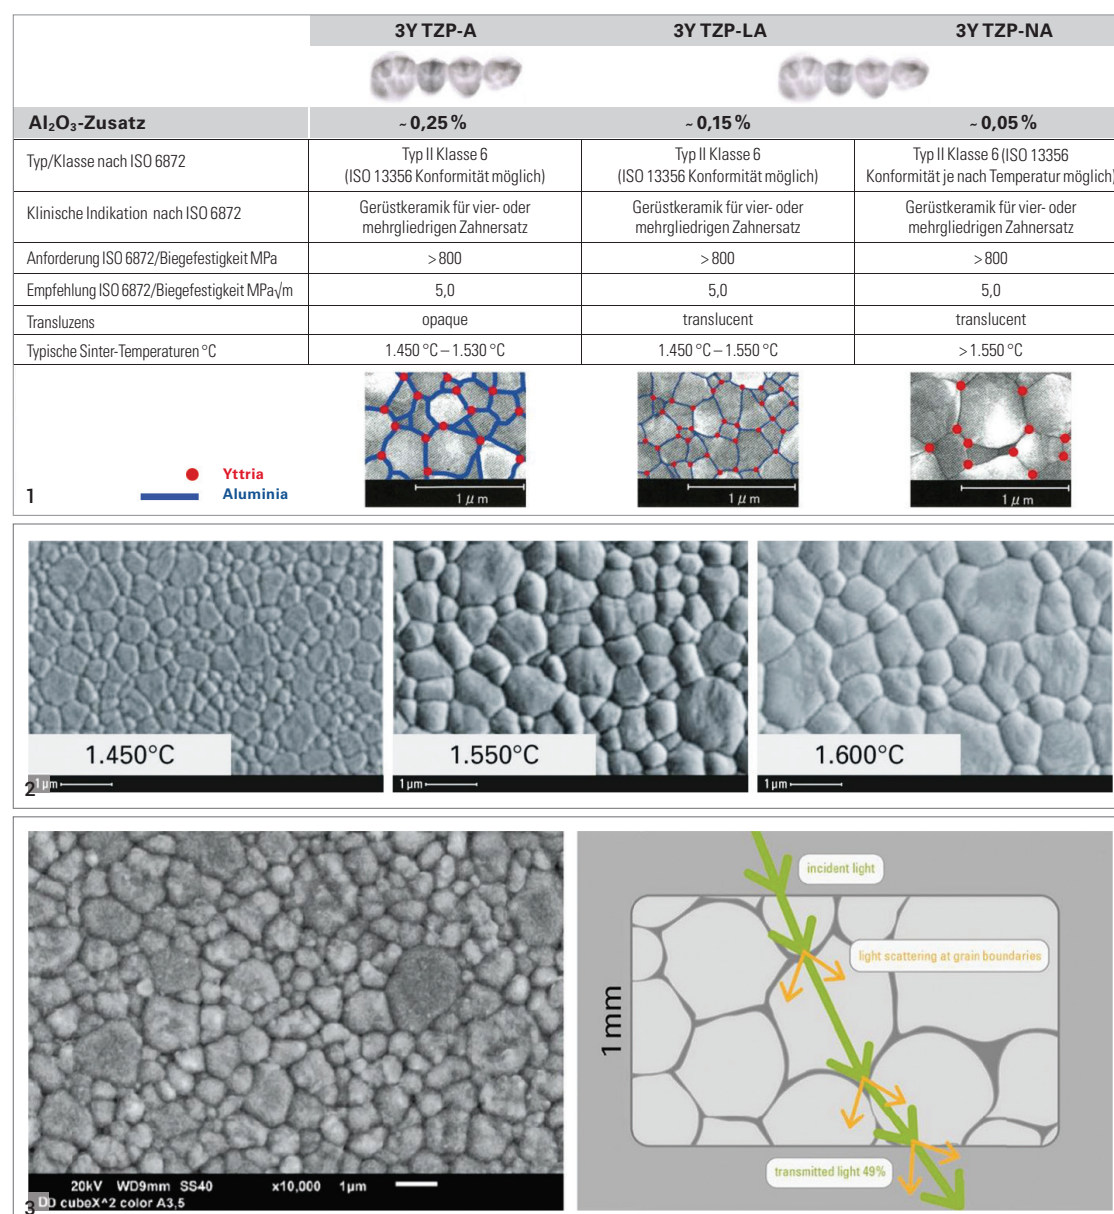 3Y TZP-A 3Y TZP-LA 3Y TZP-NA
Al₂O₃-Zusatz ~ 0,25 % ~ 0,15 % ~ 0,05 %
Typ/Klasse nach ISO 6872
Typ II Klasse 6
(ISO 13356 Konformität möglich)
Typ II Klasse 6
(ISO 13356 Konformität möglich)
Typ II Klasse 6 (ISO 13356
Konformität je nach Temperatur möglich)
Klinische Indikation nach ISO 6872
Gerüstkeramik für vier- oder
mehrgliedrigen Zahnersatz
Gerüstkeramik für vier- oder
mehrgliedrigen Zahnersatz
Gerüstkeramik für vier- oder
mehrgliedrigen Zahnersatz
Anforderung ISO 6872/Biegefestigkeit MPa > 800 > 800 > 800
Empfehlung ISO 6872/Biegefestigkeit MPa√m 5,0 5,0 5,0
Transluzens opaque translucent translucent
Typische Sinter-Temperaturen °C 1.450 °C – 1.530 °C 1.450 °C – 1.550 °C > 1.550 °C
Yttria
Aluminia
1 µm 1 µm 1 µm
1
1.450°C 1.550°C 1.600°C
1 µm 1 µm 1 µm
2
incident light
light scattering at grain boundaries
1 mm
transmitted light 49%
20kV WD9mm SS40 x10,000 1µm
DD cubeX^2 color A3,5
3